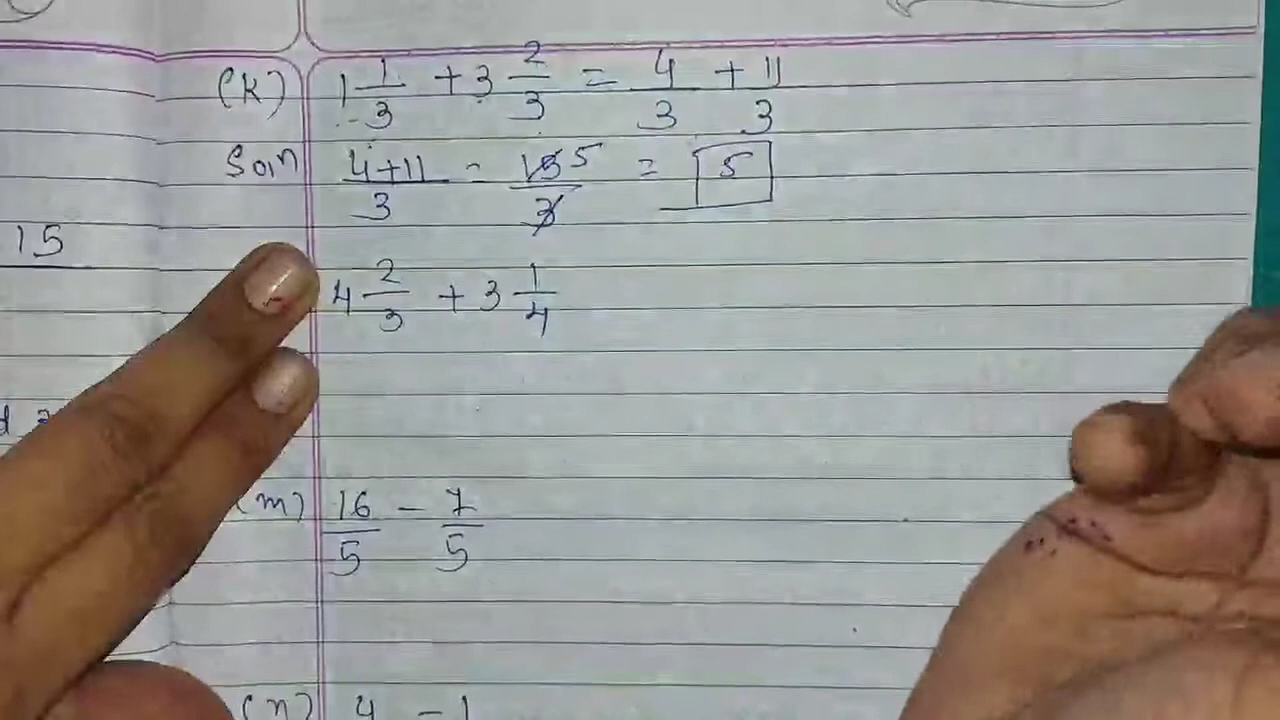 (K) 1 1/3 + 3 2/3 = 4/3 + 11/3
Soln (4+11)/3 = 15/3 5 = 5
15
4 2/3 + 3 1/4
(m) 16/5 - 7/5
(n) 4 - 1